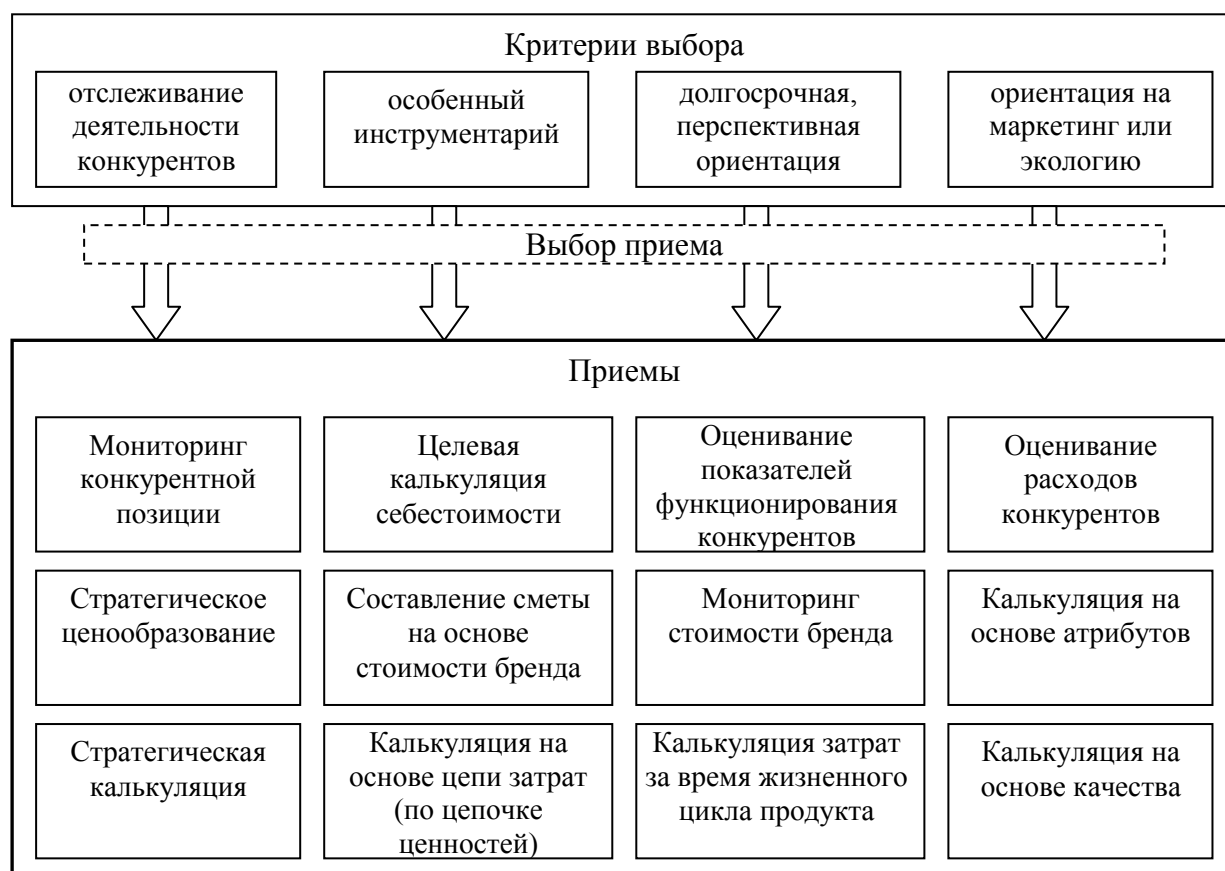 Критерии выбора
отслеживание
деятельности
конкурентов
особенный
инструментарий
долгосрочная,
перспективная
ориентация
ориентация на
маркетинг или
экологию
Выбор приема
Приемы
Мониторинг
конкурентной
позиции
Целевая
калькуляция
себестоимости
Оценивание
показателей
функционирования
конкурентов
Оценивание
расходов
конкурентов
Стратегическое
ценообразование
Составление сметы
на основе
стоимости бренда
Мониторинг
стоимости бренда
Калькуляция на
основе атрибутов
Стратегическая
калькуляция
Калькуляция на
основе цепи затрат
(по цепочке
ценностей)
Калькуляция затрат
за время жизненного
цикла продукта
Калькуляция на
основе качества